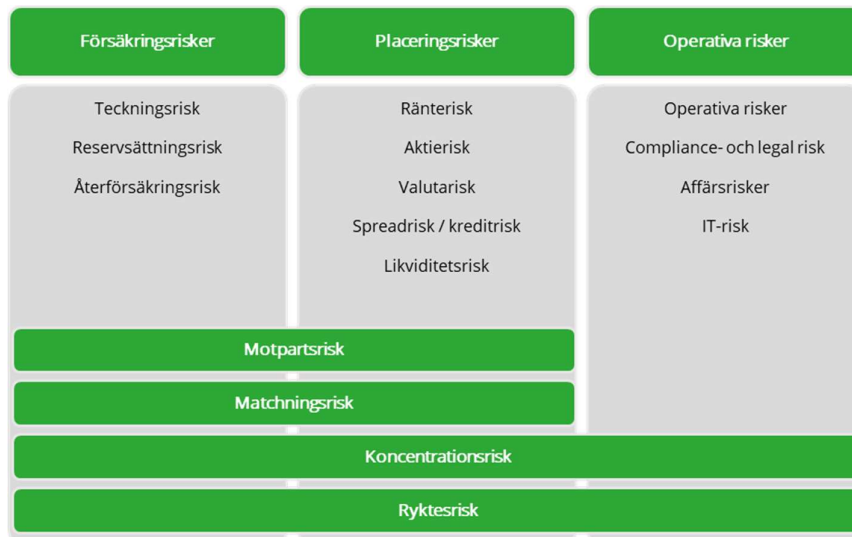 Försäkringsrisker
Placeringsrisker
Operativa risker
Teckningsrisk
Reservsättningsrisk
Återförsäkringsrisk
Ränterisk
Aktierisk
Valutarisk
Spreadrisk / kreditrisk
Likviditetsrisk
Operativa risker
Compliance- och legal risk
Affärsrisker
IT-risk
Motpartsrisk
Matchningsrisk
Koncentrationsrisk
Ryktesrisk